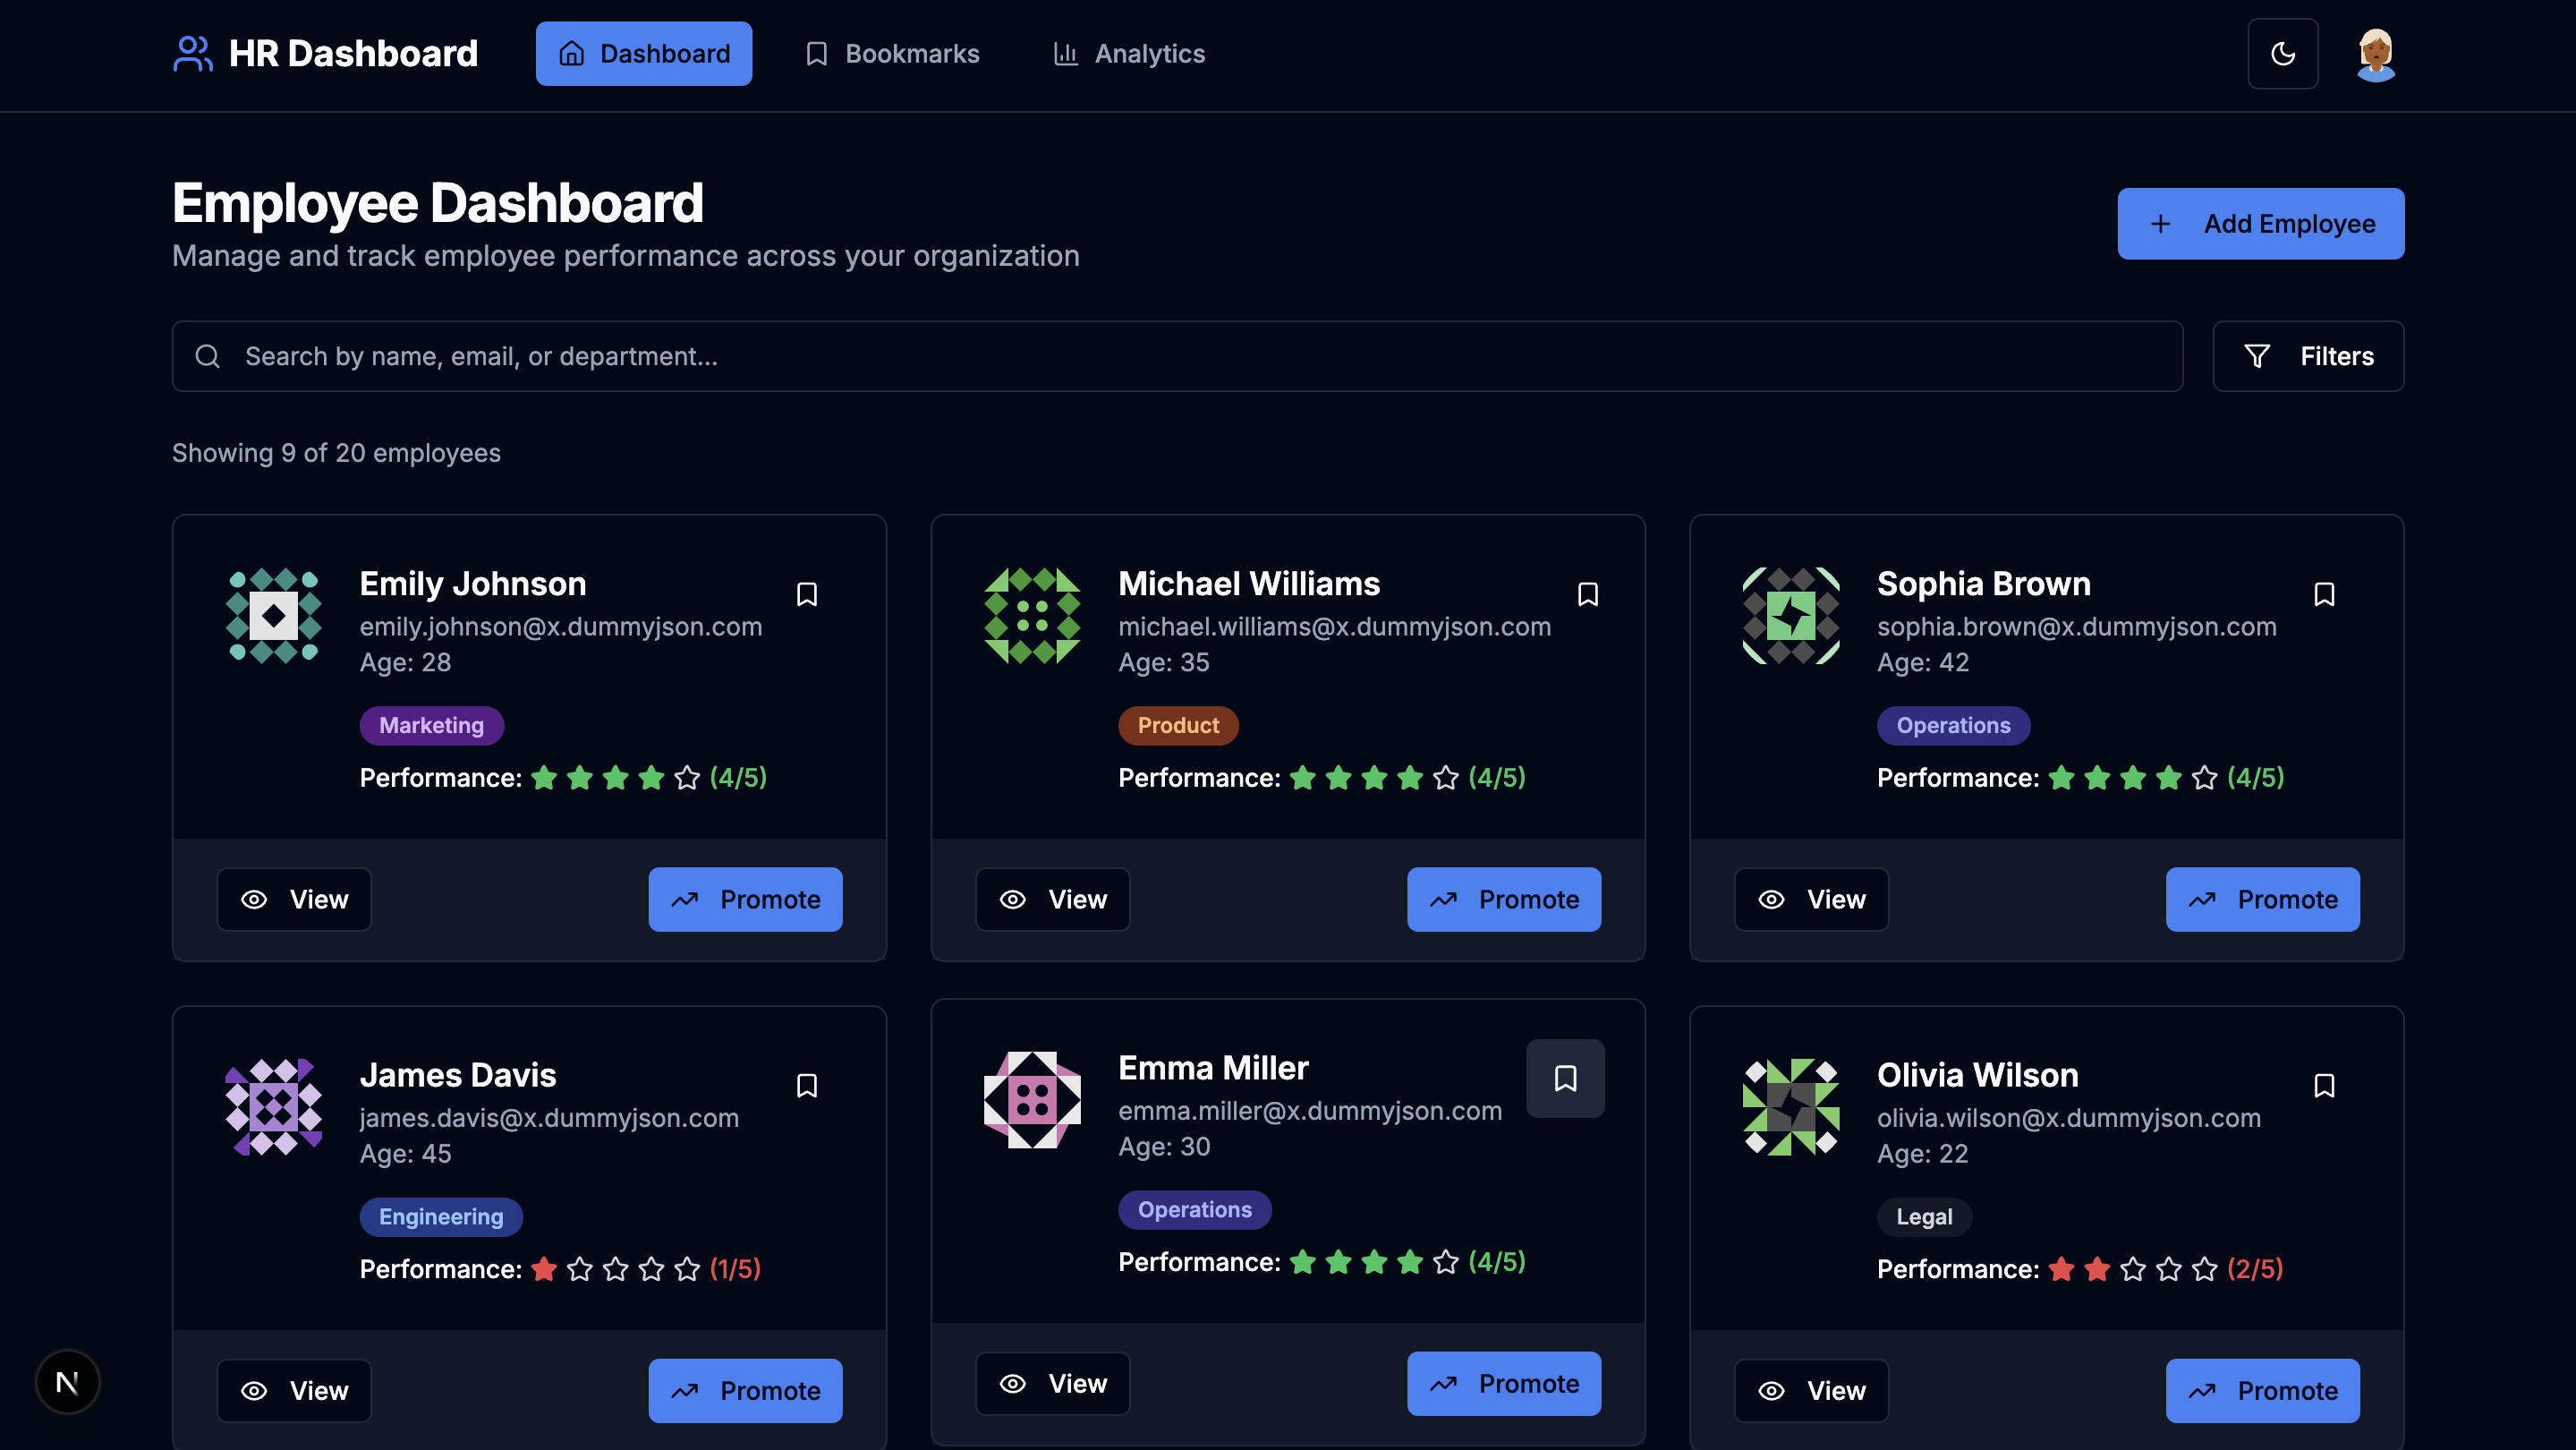 HR Dashboard Dashboard Bookmarks Analytics
Employee Dashboard
Manage and track employee performance across your organization
Add Employee
Search by name, email, or department...
Filters
Showing 9 of 20 employees
Emily Johnson
emily.johnson@x.dummyjson.com
Age: 28
Marketing
Performance: (4/5)
View Promote
Michael Williams
michael.williams@x.dummyjson.com
Age: 35
Product
Performance: (4/5)
View Promote
Sophia Brown
sophia.brown@x.dummyjson.com
Age: 42
Operations
Performance: (4/5)
View Promote
James Davis
james.davis@x.dummyjson.com
Age: 45
Engineering
Performance: (1/5)
View Promote
Emma Miller
emma.miller@x.dummyjson.com
Age: 30
Operations
Performance: (4/5)
View Promote
Olivia Wilson
olivia.wilson@x.dummyjson.com
Age: 22
Legal
Performance: (2/5)
View Promote
N